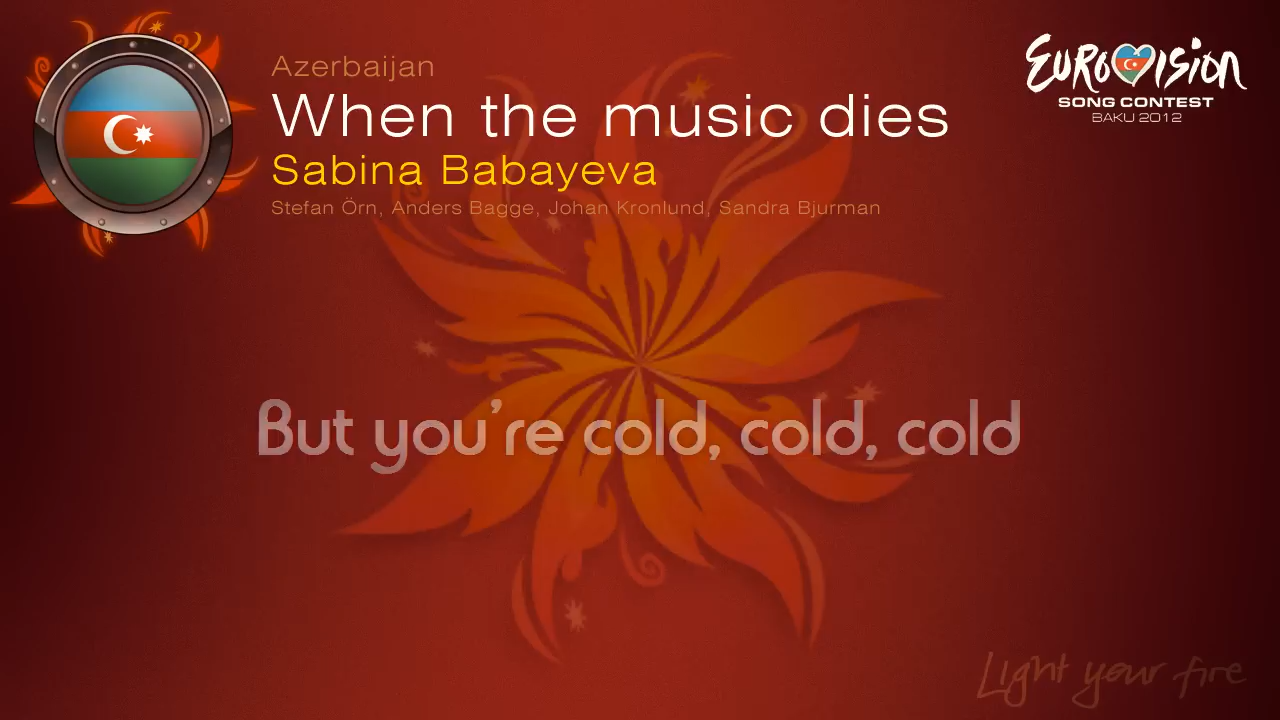 Azerbaijan
When the music dies
Sabina Babayeva
Stefan Örn, Anders Bagge, Johan Kronlund, Sandra Bjurman
EUROVISION
SONG CONTEST
BAKU 2012
But you're cold, cold, cold
Light your fire